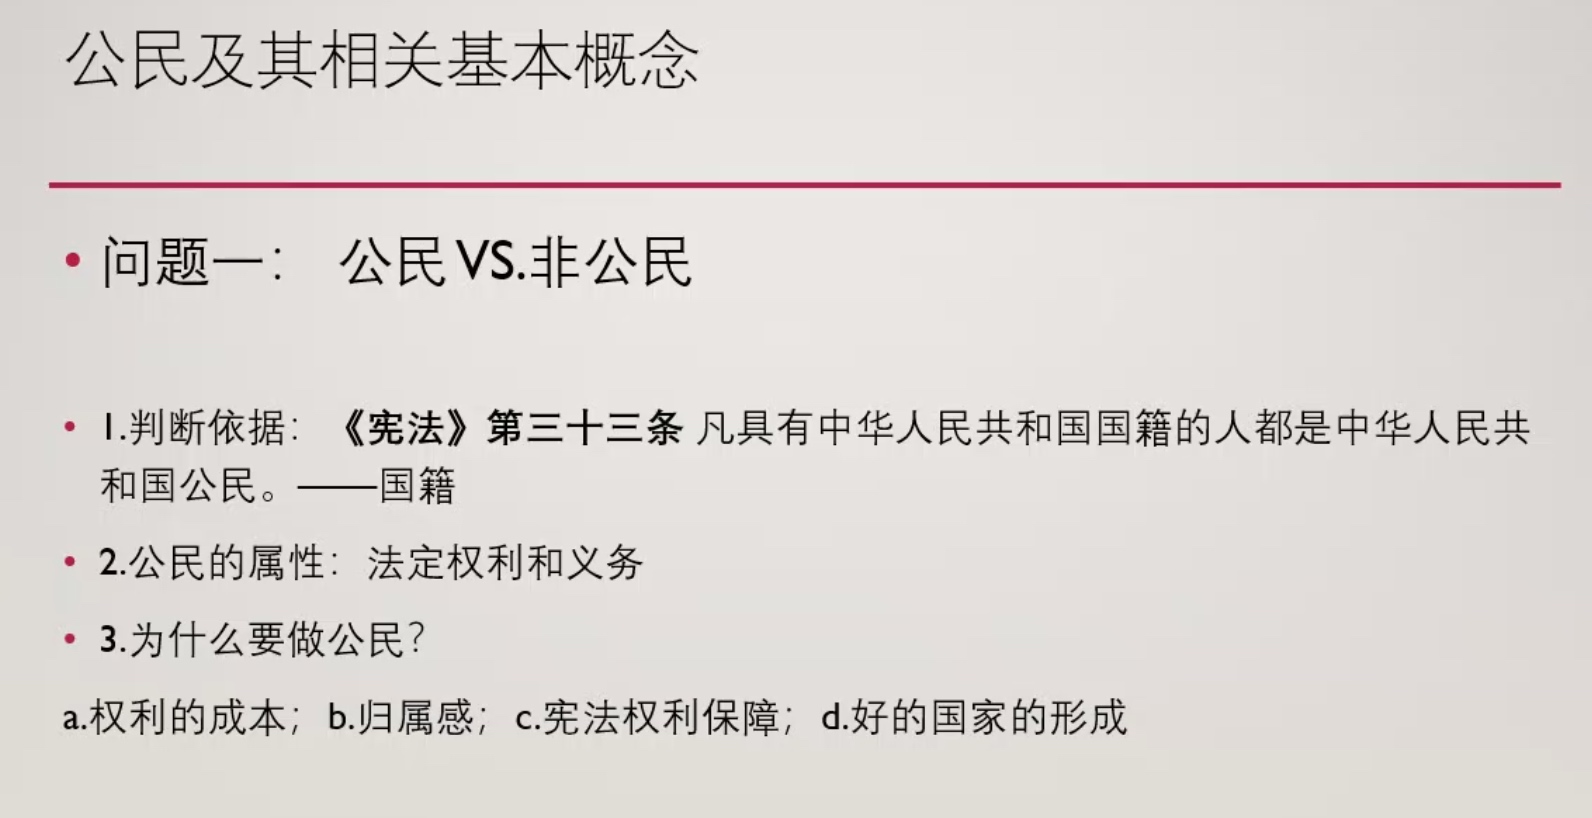 公民及其相关基本概念
• 问题一： 公民VS.非公民
• 1.判断依据：《宪法》第三十三条 凡具有中华人民共和国国籍的人都是中华人民共
和国公民。——国籍
• 2.公民的属性：法定权利和义务
• 3.为什么要做公民？
a.权利的成本；b.归属感；c.宪法权利保障；d.好的国家的形成